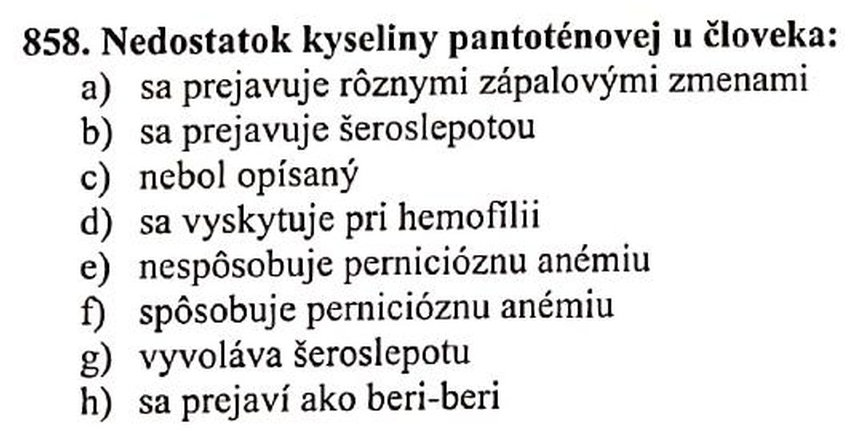 858. Nedostatok kyseliny pantoténovej u človeka:
a) sa prejavuje rôznymi zápalovými zmenami
b) sa prejavuje šeroslepotou
c) nebol opísaný
d) sa vyskytuje pri hemofílii
e) nespôsobuje pernicióznu anémiu
f) spôsobuje pernicióznu anémiu
g) vyvoláva šeroslepotu
h) sa prejaví ako beri-beri